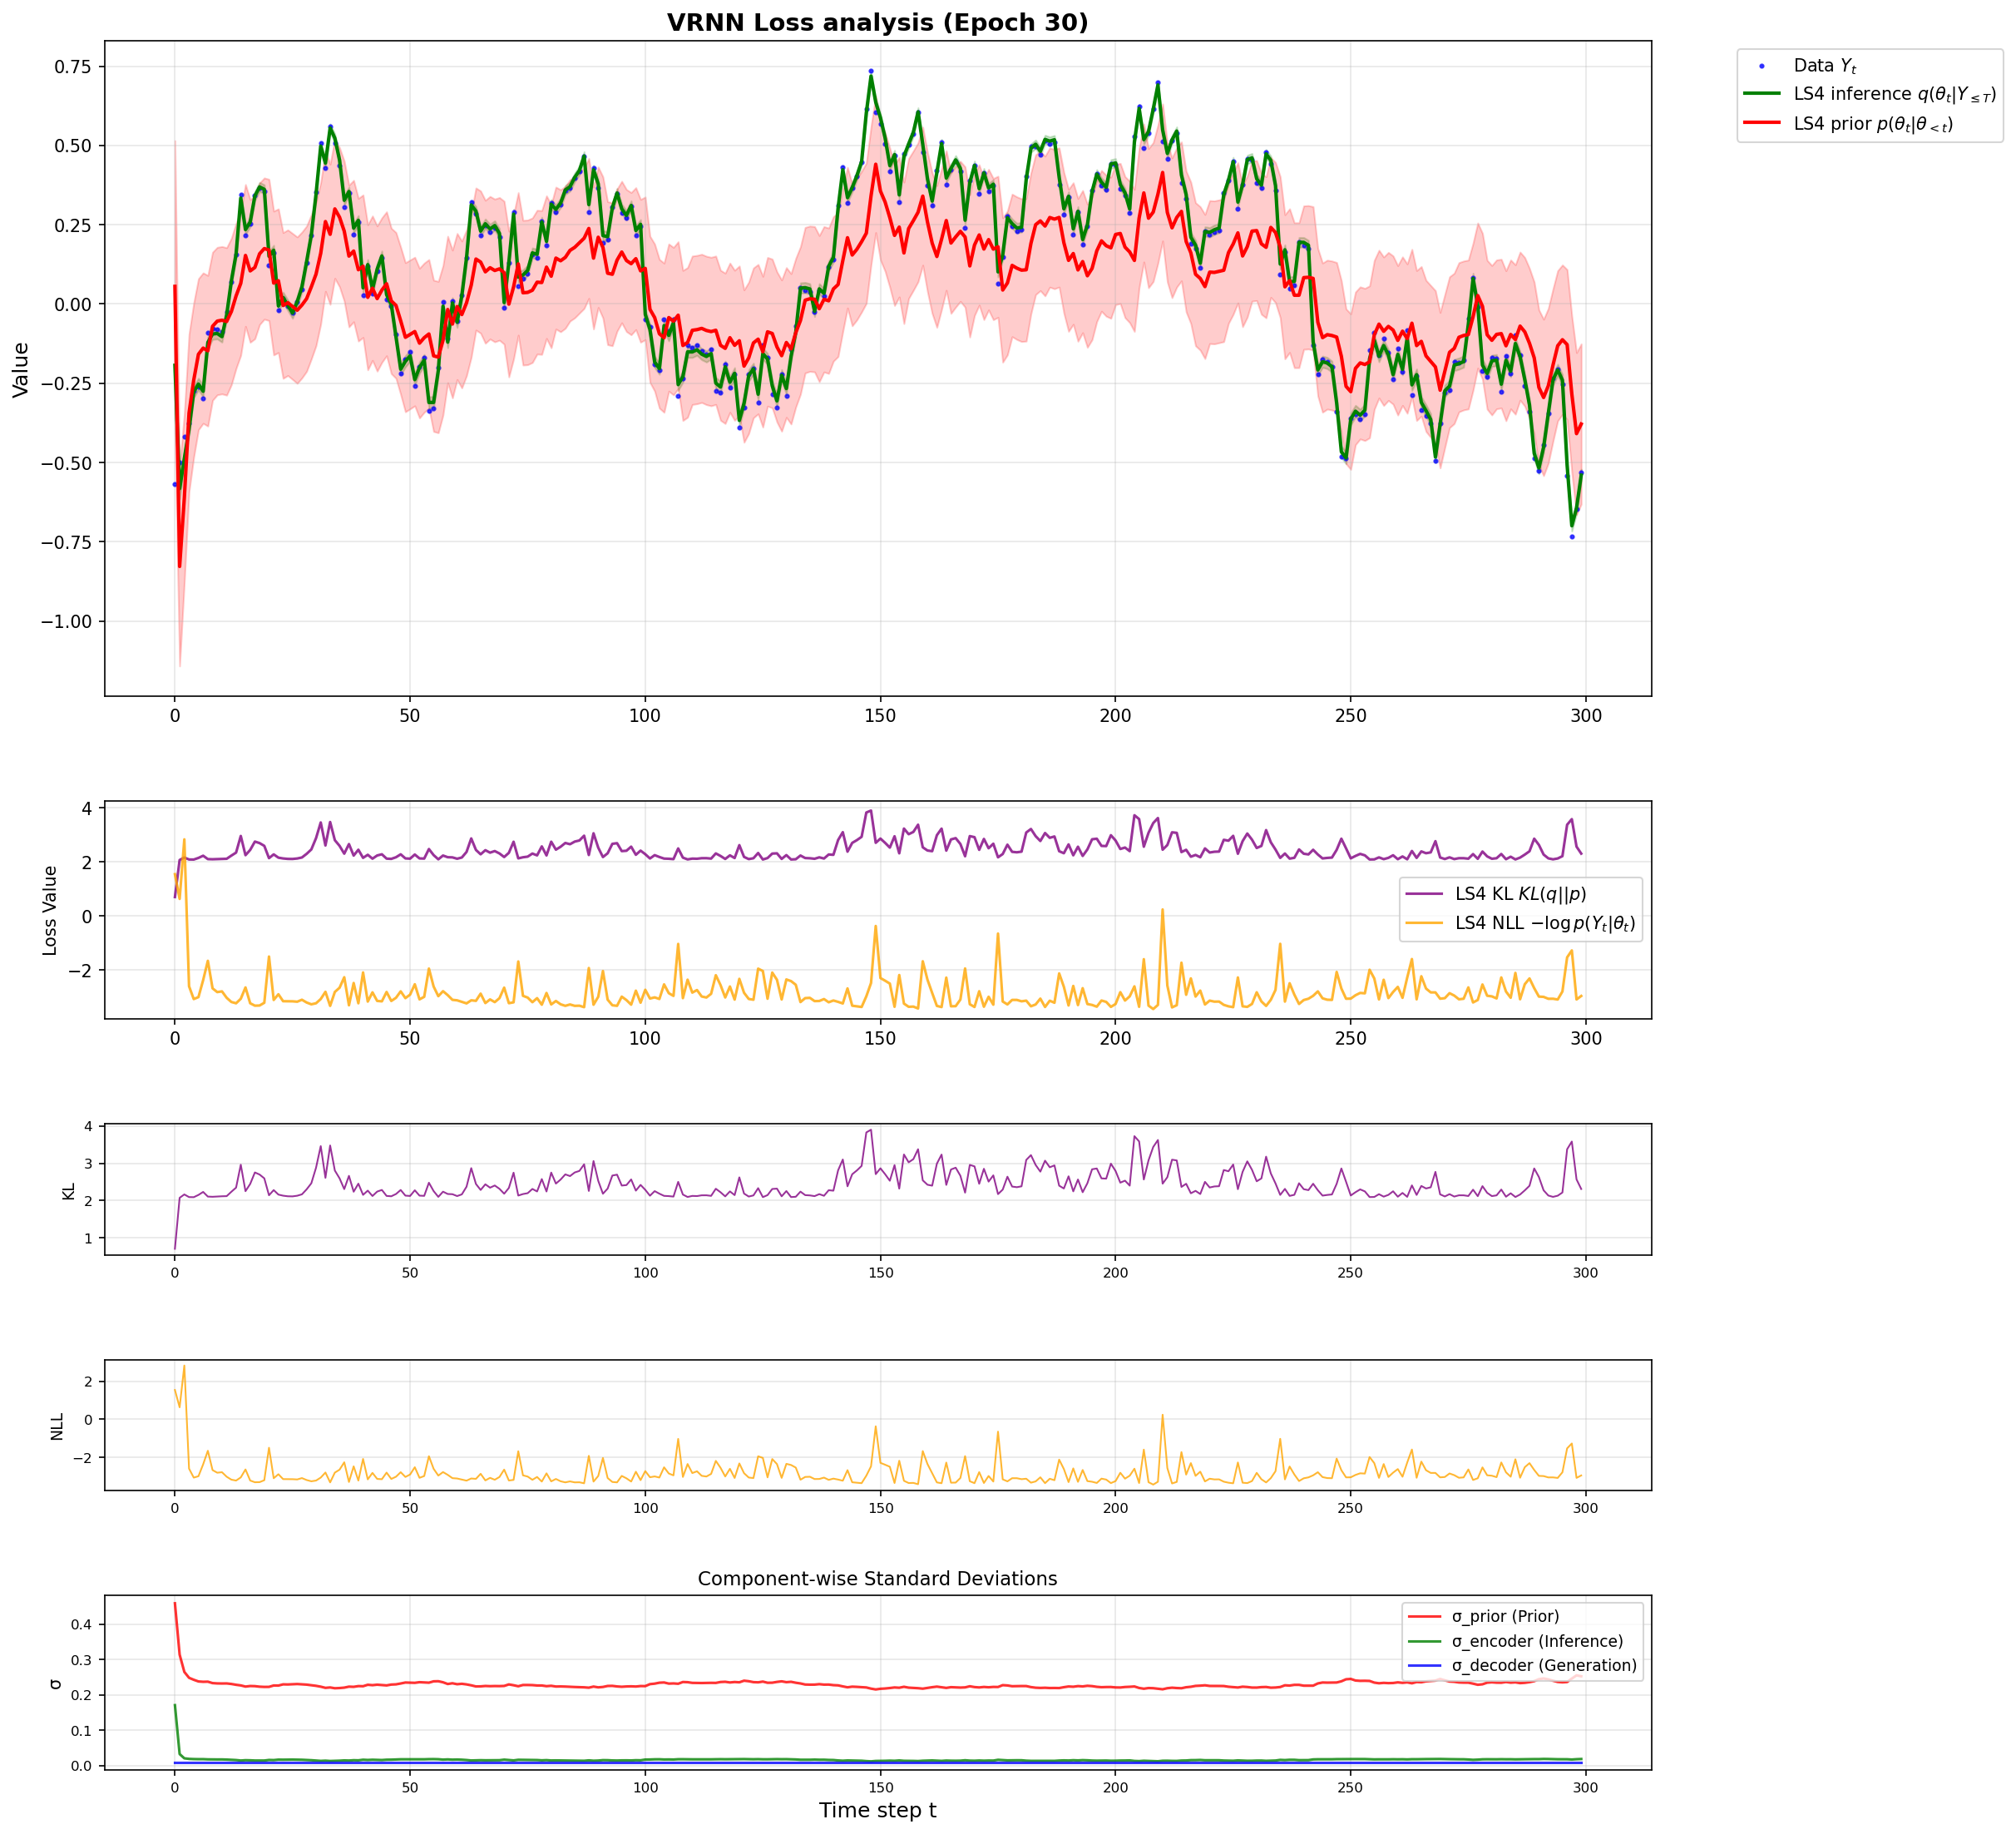 VRNN Loss analysis (Epoch 30)
Value
0.75
0.50
0.25
0.00
−0.25
−0.50
−0.75
−1.00
0 50 100 150 200 250 300
Data $Y_t$
LS4 inference $q(\theta_t|Y_{\leq T})$
LS4 prior $p(\theta_t|\theta_{<t})$
Loss Value
4
2
0
−2
0 50 100 150 200 250 300
LS4 KL $KL(q||p)$
LS4 NLL $-\log p(Y_t|\theta_t)$
KL
4
3
2
1
0 50 100 150 200 250 300
NLL
2
0
−2
0 50 100 150 200 250 300
Component-wise Standard Deviations
σ
0.4
0.3
0.2
0.1
0.0
σ_prior (Prior)
σ_encoder (Inference)
σ_decoder (Generation)
0 50 100 150 200 250 300
Time step t